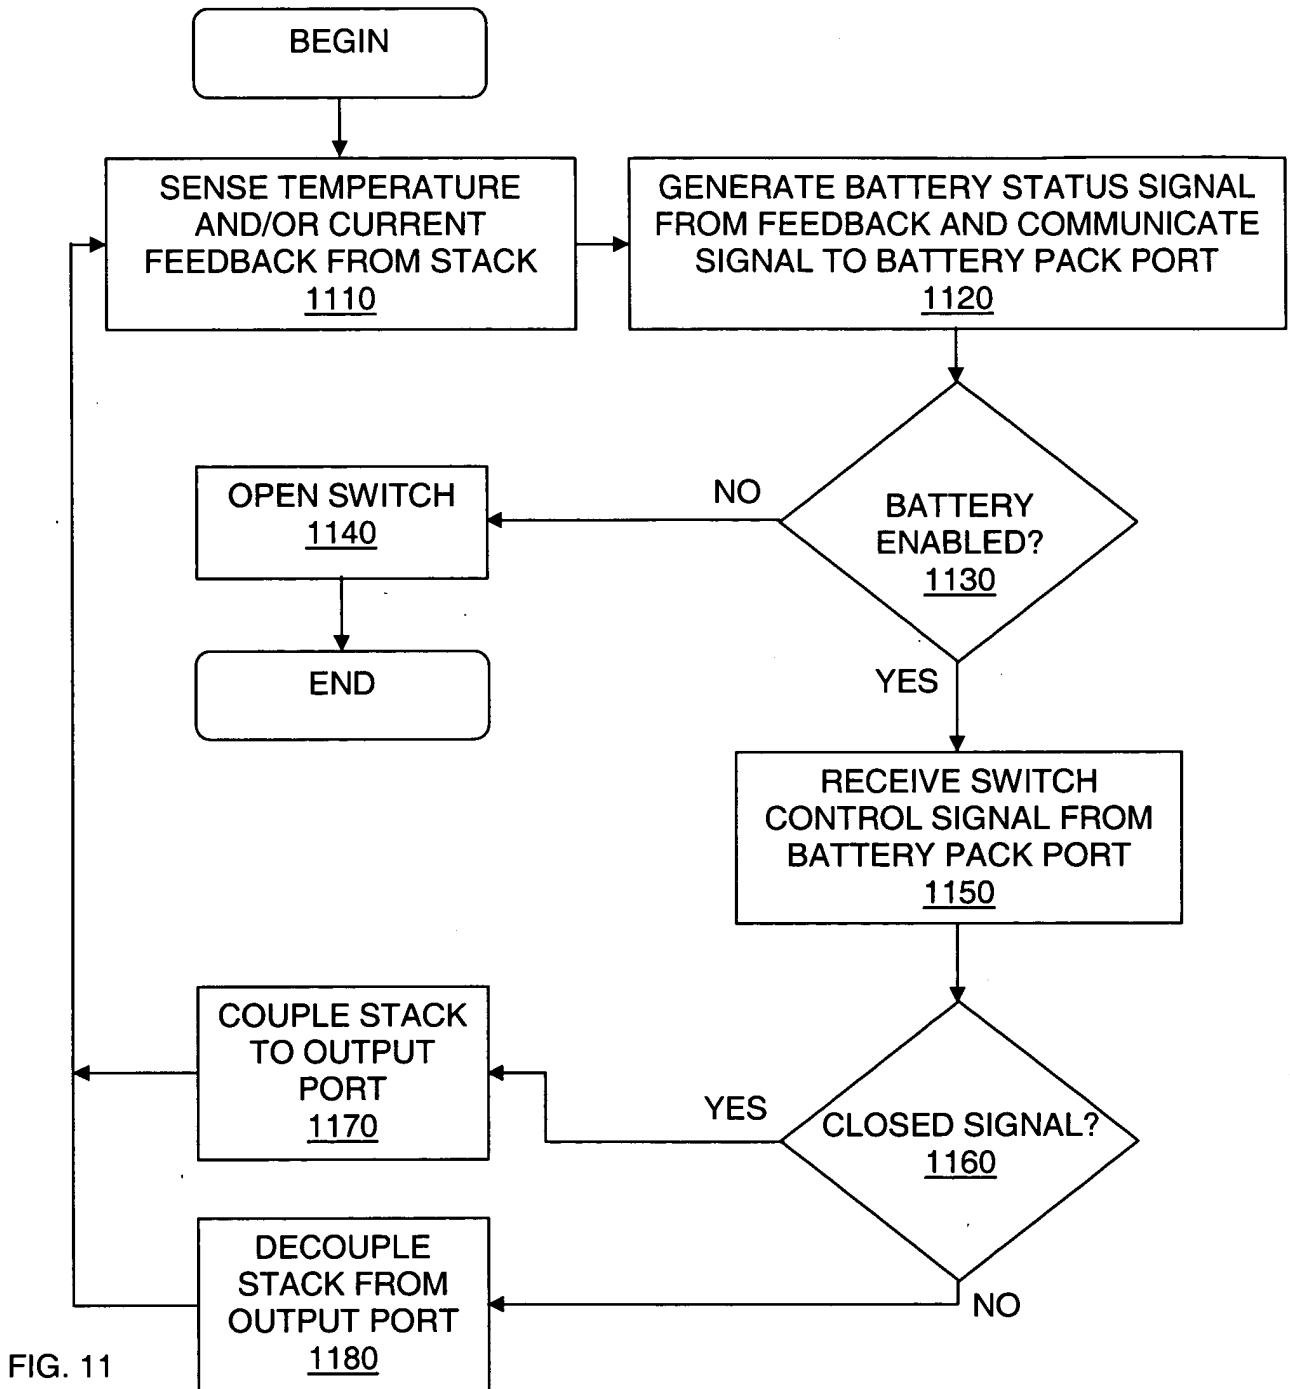 BEGIN
SENSE TEMPERATURE
AND/OR CURRENT
FEEDBACK FROM STACK
1110
GENERATE BATTERY STATUS SIGNAL
FROM FEEDBACK AND COMMUNICATE
SIGNAL TO BATTERY PACK PORT
1120
BATTERY
ENABLED?
1130
NO
OPEN SWITCH
1140
END
YES
RECEIVE SWITCH
CONTROL SIGNAL FROM
BATTERY PACK PORT
1150
CLOSED SIGNAL?
1160
YES
COUPLE STACK
TO OUTPUT
PORT
1170
NO
DECOUPLE
STACK FROM
OUTPUT PORT
1180
FIG. 11